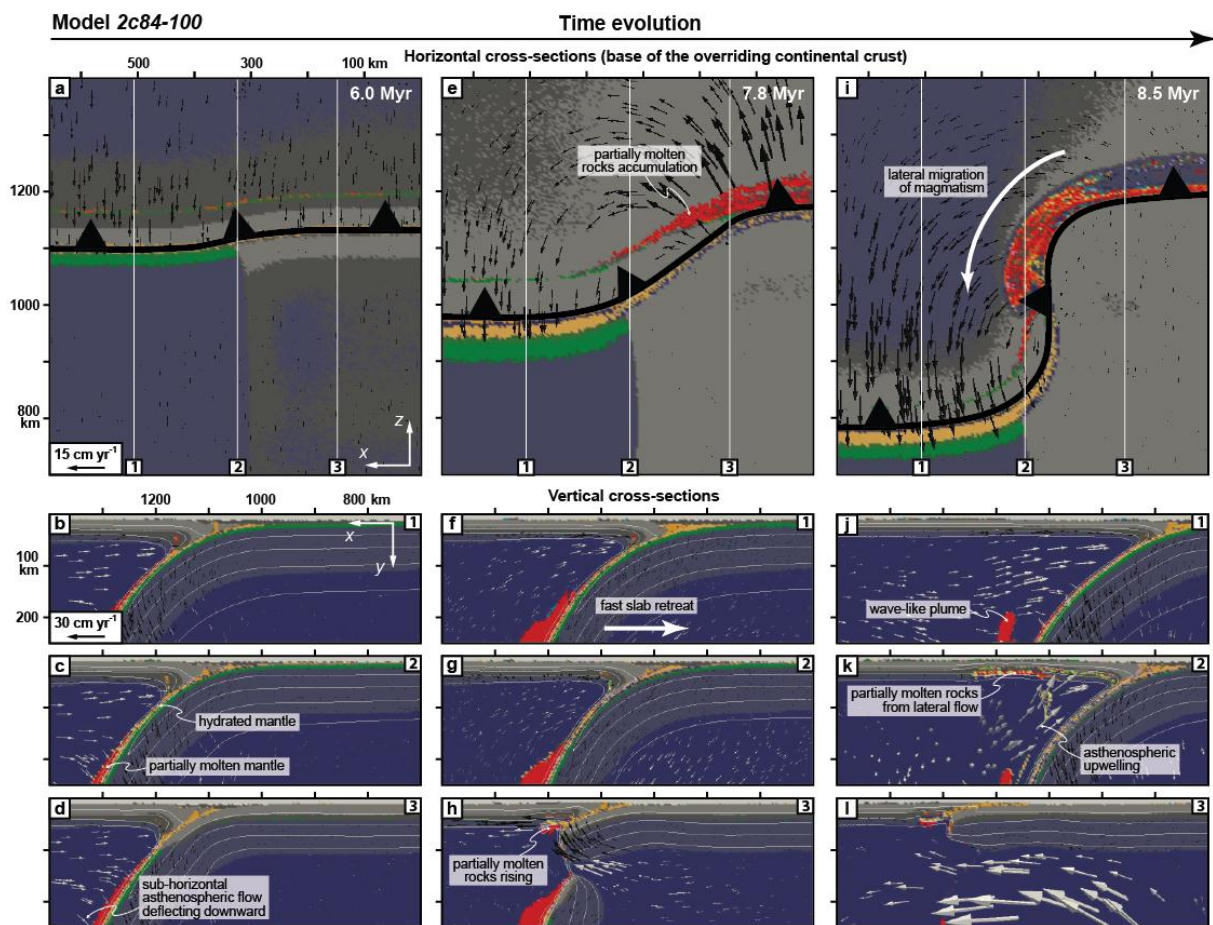 Model 2c84-100
Time evolution
Horizontal cross-sections (base of the overriding continental crust)
500
300
100 km
a
6.0 Myr
e
7.8 Myr
i
8.5 Myr
partially molten
rocks accumulation
lateral migration
of magmatism
1200
1000
800
km
z
x
15 cm yr-1
1
2
3
1
2
3
1
2
3
Vertical cross-sections
1200
1000
800 km
b
1
x
y
100
km
200
30 cm yr-1
f
1
fast slab retreat
j
1
wave-like plume
c
2
hydrated mantle
partially molten mantle
g
2
k
2
partially molten rocks
from lateral flow
asthenospheric
upwelling
d
3
sub-horizontal
asthenospheric flow
deflecting downward
h
3
partially molten
rocks rising
l
3